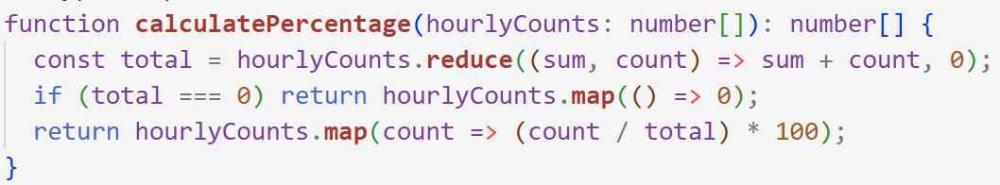 function calculatePercentage(hourlyCounts: number[]): number[] {
const total = hourlyCounts.reduce((sum, count) => sum + count, 0);
if (total === 0) return hourlyCounts.map(() => 0);
return hourlyCounts.map(count => (count / total) * 100);
}